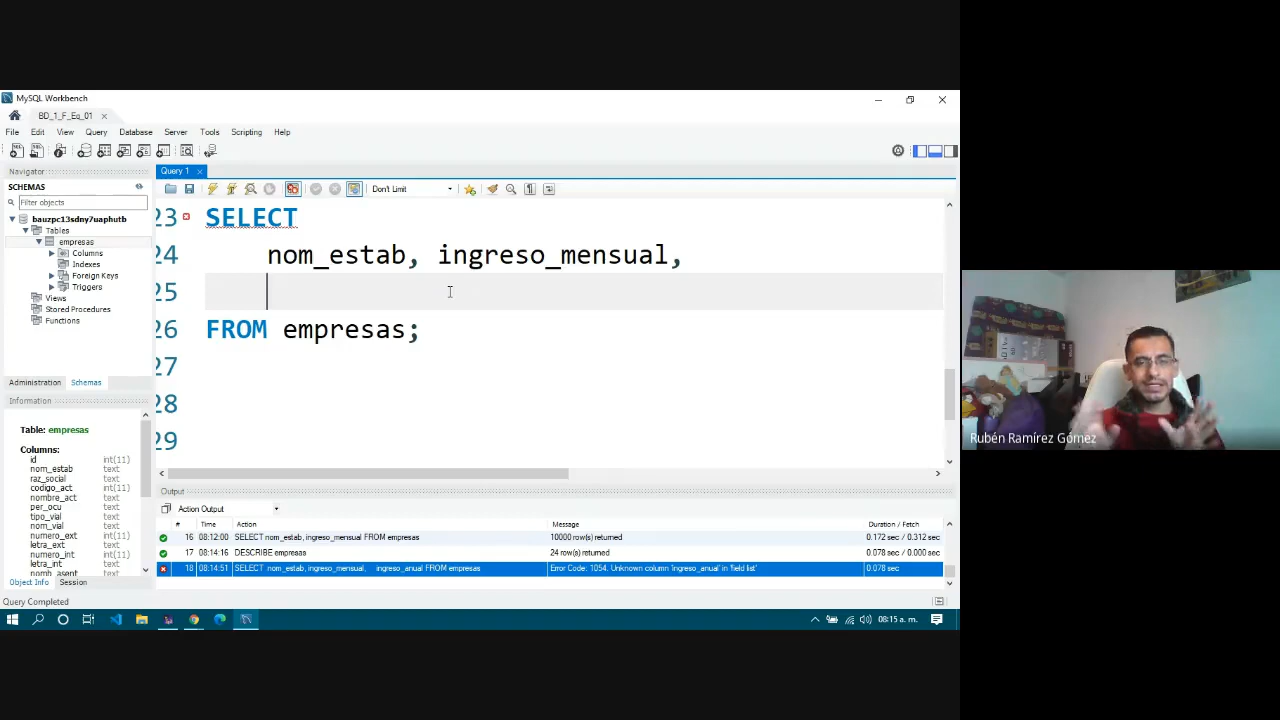 MySQL Workbench
BD_1_F_Eq_01
File Edit View Query Database Server Tools Scripting Help
Navigator
SCHEMAS
Filter objects
bauzpc13sdny7uaphutb
Tables
empresas
Columns
Indexes
Foreign Keys
Triggers
Views
Stored Procedures
Functions
Administration Schemas
Information
Table: empresas
Columns:
id int(11)
nom_estab text
raz_social text
codigo_act int(11)
nombre_act text
per_ocu text
tipo_vial text
nom_vial text
numero_ext int(11)
letra_ext text
numero_int int(11)
letra_int text
nomb_asent text
Object Info Session
Query 1
Don't Limit
23 SELECT
24 nom_estab, ingreso_mensual,
25
26 FROM empresas;
27
28
29
Output
Action Output
# Time Action Message Duration / Fetch
16 08:12:00 SELECT nom_estab, ingreso_mensual FROM empresas 10000 row(s) returned 0.172 sec / 0.312 sec
17 08:14:16 DESCRIBE empresas 24 row(s) returned 0.078 sec / 0.000 sec
18 08:14:51 SELECT nom_estab, ingreso_mensual, ingreso_anual FROM empresas Error Code: 1054. Unknown column 'ingreso_anual' in 'field list' 0.078 sec
Query Completed
08:15 a. m.
Rubén Ramírez Gómez